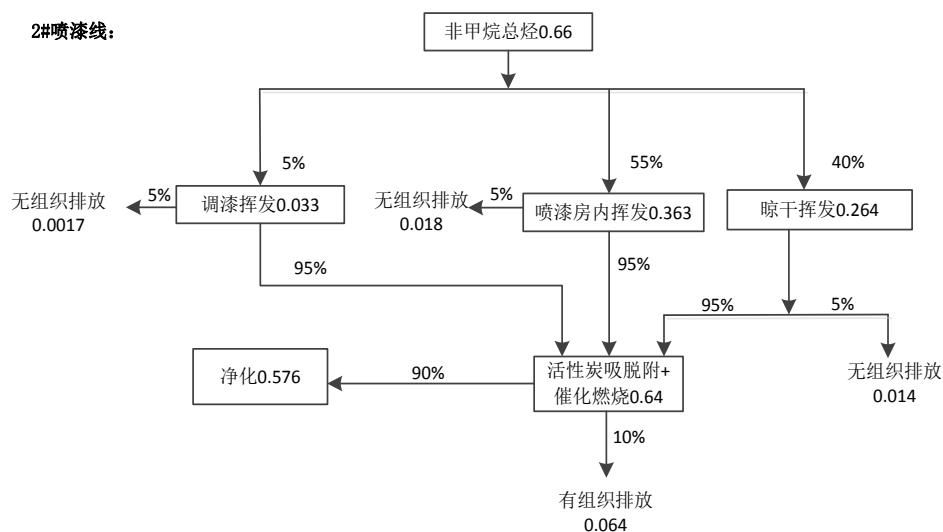 2#喷漆线：
非甲烷总烃0.66
5%
55%
40%
无组织排放
0.0017
5%
调漆挥发0.033
无组织排放
0.018
5%
喷漆房内挥发0.363
晾干挥发0.264
95%
95%
95%
5%
净化0.576
90%
活性炭吸脱附+
催化燃烧0.64
无组织排放
0.014
10%
有组织排放
0.064